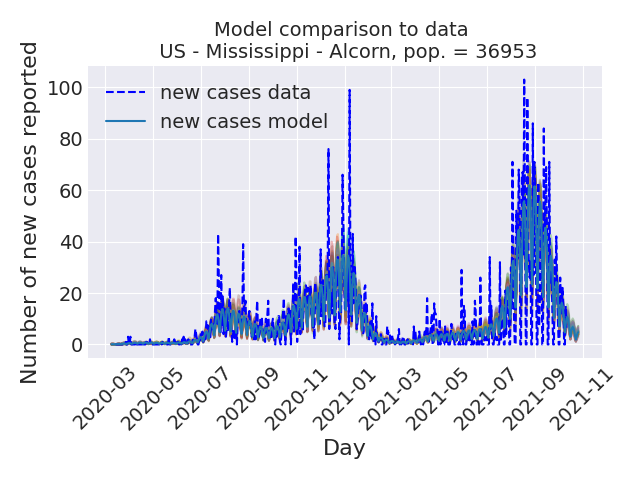 Model comparison to data
US - Mississippi - Alcorn, pop. = 36953
Number of new cases reported
100
80
60
40
20
0
new cases data
new cases model
2020-03
2020-05
2020-07
2020-09
2020-11
2021-01
2021-03
2021-05
2021-07
2021-09
2021-11
Day